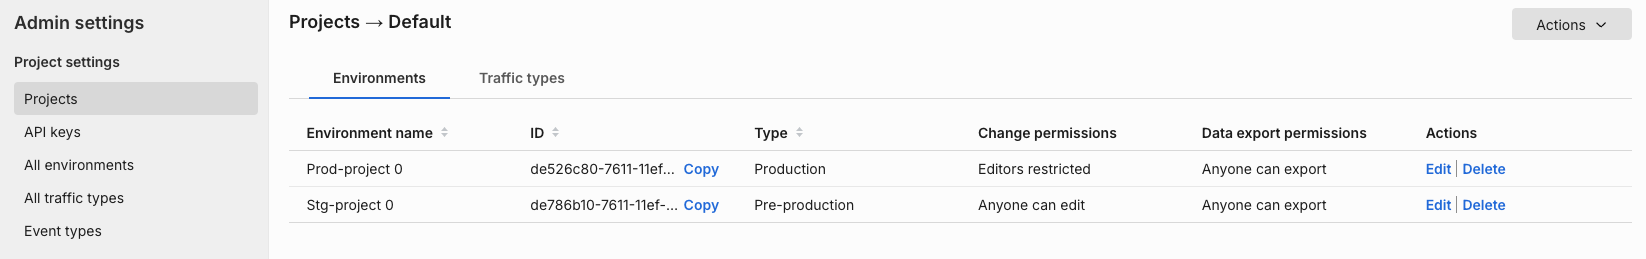 Admin settings
Project settings
Projects
API keys
All environments
All traffic types
Event types
Projects → Default
Actions
Environments Traffic types
Environment name ID Type Change permissions Data export permissions Actions
Prod-project 0 de526c80-7611-11ef... Copy Production Editors restricted Anyone can export Edit | Delete
Stg-project 0 de786b10-7611-11ef-... Copy Pre-production Anyone can edit Anyone can export Edit | Delete